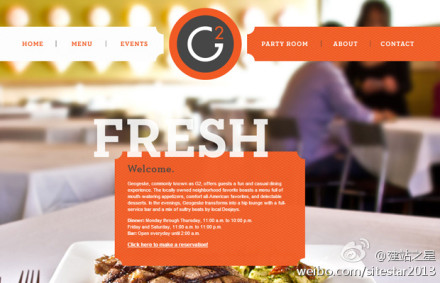 HOME | MENU | EVENTS
G2
PARTY ROOM | ABOUT | CONTACT
FRESH
Welcome.
Georgeske, commonly known as G2, offers guests a fun and casual dining
experience. The locally owned neighborhood favorite boasts a menu full of
mouth-watering appetizers, comfort all American favorites, and delectable
desserts. In the evenings, Georgeske transforms into a hip lounge with a full-
service bar and a mix of sultry beats by local Deejays.
Dinner: Monday through Thursday, 11:00 a.m. to 10:00 p.m.
Friday and Saturday, 11:00 a.m. to 11:00 p.m.
Bar: Open everyday until 2:00 a.m.
Click here to make a reservation!
@建站之星
weibo.com/sitestar2013